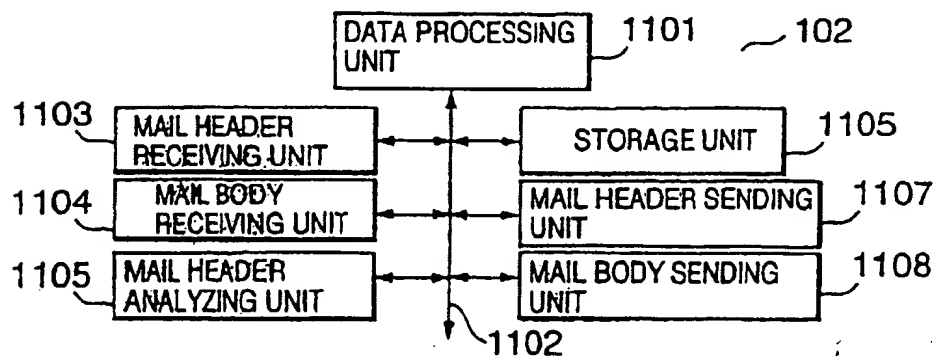 DATA PROCESSING
UNIT
1101
102
1103
MAIL HEADER
RECEIVING UNIT
STORAGE UNIT
1105
1104
MAIL BODY
RECEIVING UNIT
MAIL HEADER SENDING
UNIT
1107
1105
MAIL HEADER
ANALYZING UNIT
MAIL BODY SENDING
UNIT
1108
1102